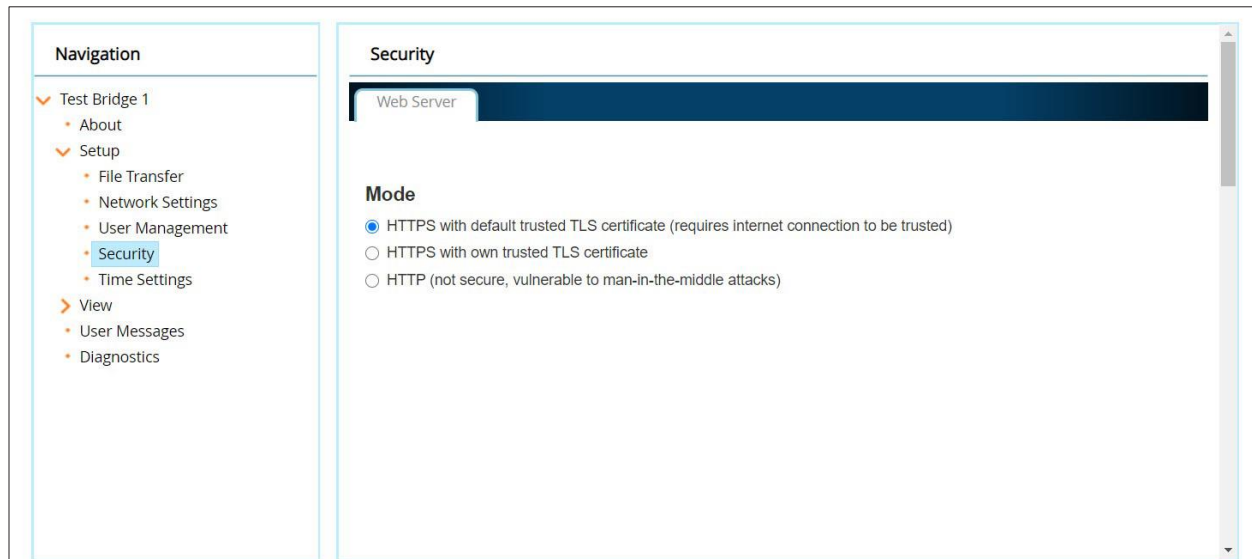 Navigation
Test Bridge 1
About
Setup
File Transfer
Network Settings
User Management
Security
Time Settings
View
User Messages
Diagnostics
Security
Web Server
Mode
HTTPS with default trusted TLS certificate (requires internet connection to be trusted)
HTTPS with own trusted TLS certificate
HTTP (not secure, vulnerable to man-in-the-middle attacks)